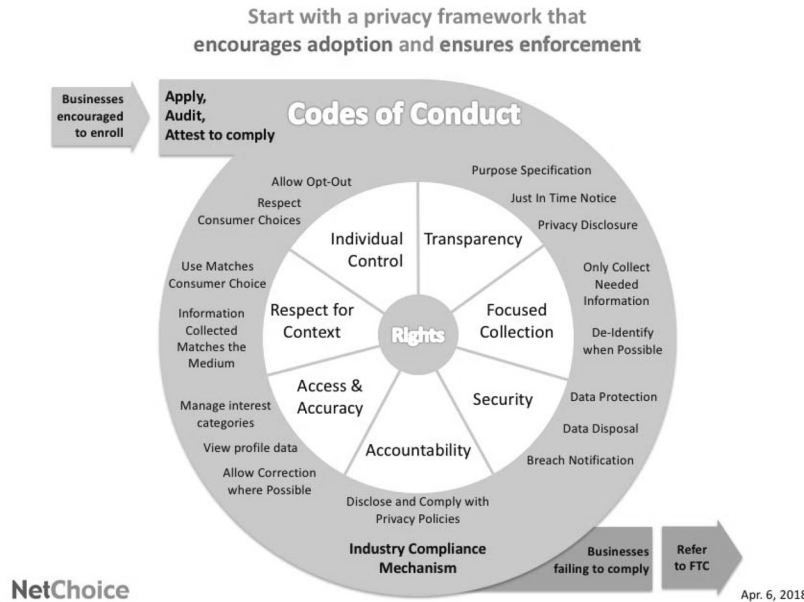 Start with a privacy framework that
encourages adoption and ensures enforcement
Businesses
encouraged
to enroll
Apply,
Audit,
Attest to comply
Codes of Conduct
Allow Opt-Out
Respect
Consumer Choices
Purpose Specification
Just In Time Notice
Privacy Disclosure
Individual
Control
Transparency
Use Matches
Consumer Choice
Information
Collected
Matches the
Medium
Respect for
Context
Rights
Focused
Collection
Only Collect
Needed
Information
De-Identify
when Possible
Access &
Accuracy
Security
Accountability
Manage interest
categories
View profile data
Allow Correction
where Possible
Data Protection
Data Disposal
Breach Notification
Disclose and Comply with
Privacy Policies
Industry Compliance
Mechanism
Businesses
failing to comply
Refer
to FTC
NetChoice
Apr. 6, 2018